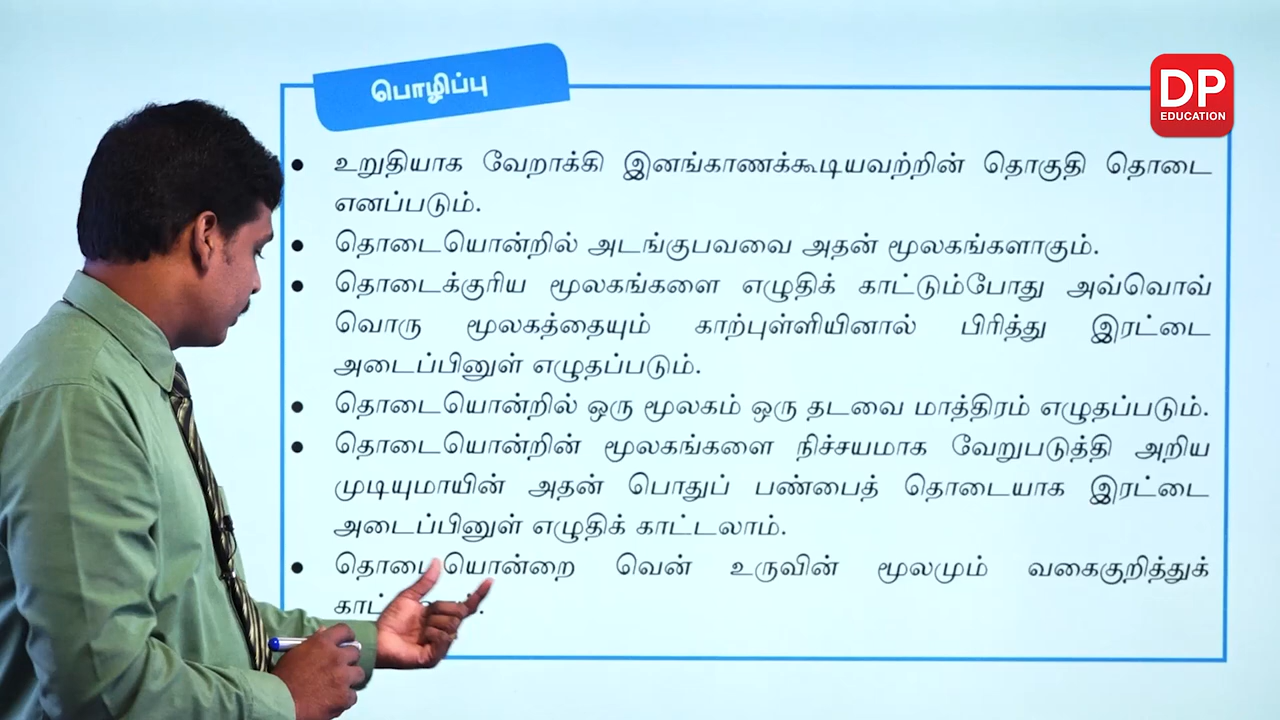 பொழிப்பு
DP
EDUCATION
● உறுதியாக வேறாக்கி இனங்காணக்கூடியவற்றின் தொகுதி தொடை
எனப்படும்.
● தொடையொன்றில் அடங்குபவவை அதன் மூலகங்களாகும்.
● தொடைக்குரிய மூலகங்களை எழுதிக் காட்டும்போது அவ்வொவ்
வொரு மூலகத்தையும் காற்புள்ளியினால் பிரித்து இரட்டை
அடைப்பினுள் எழுதப்படும்.
● தொடையொன்றில் ஒரு மூலகம் ஒரு தடவை மாத்திரம் எழுதப்படும்.
● தொடையொன்றின் மூலகங்களை நிச்சயமாக வேறுபடுத்தி அறிய
முடியுமாயின் அதன் பொதுப் பண்பைத் தொடையாக இரட்டை
அடைப்பினுள் எழுதிக் காட்டலாம்.
● தொடையொன்றை வென் உருவின் மூலமும் வகைகுறித்துக்